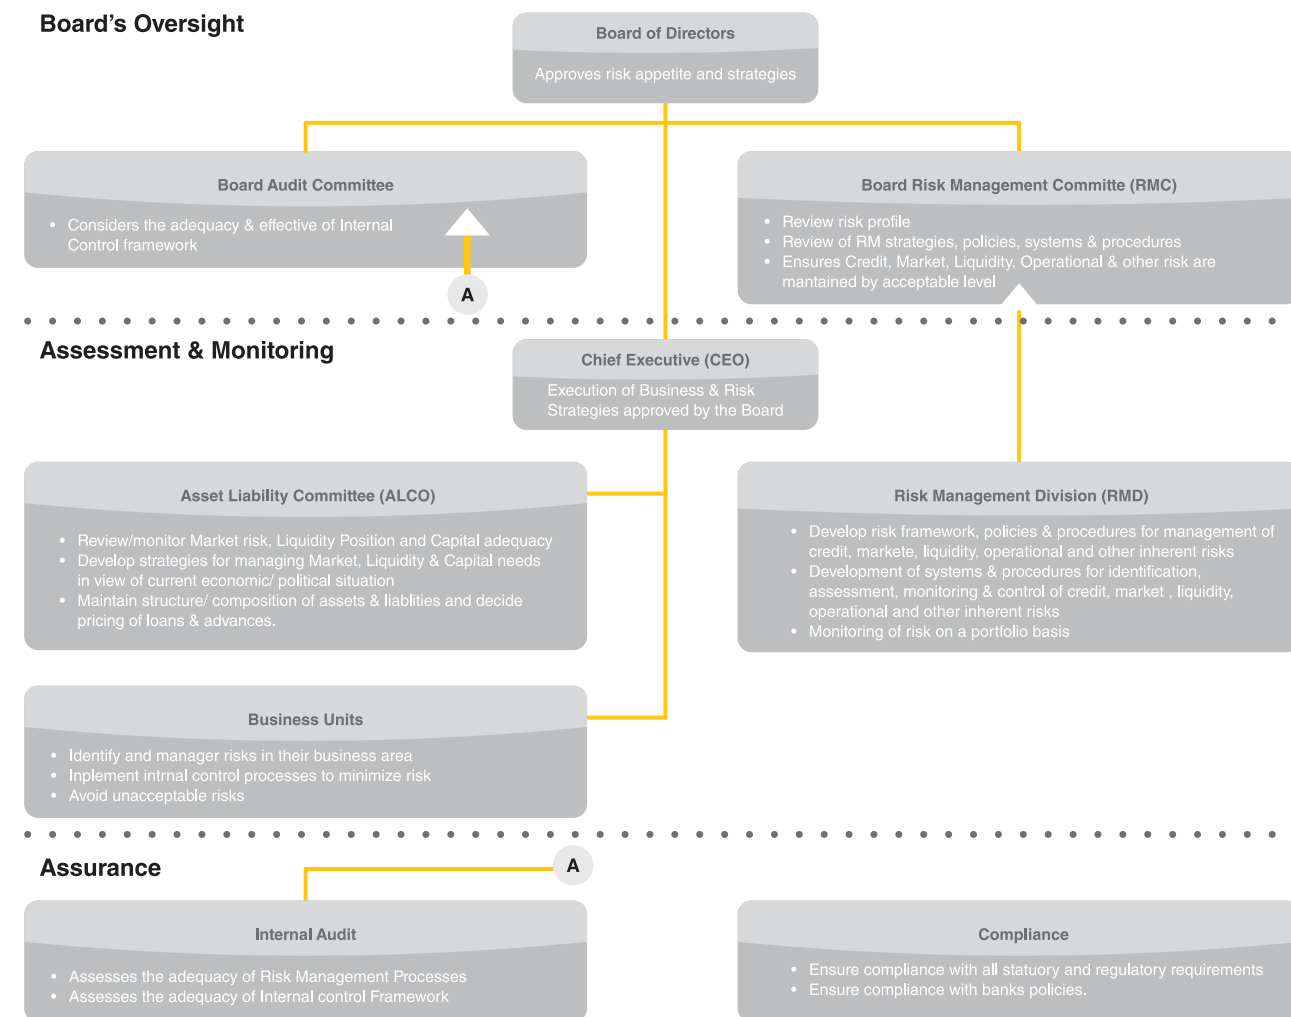 Board's Oversight
Board of Directors
Approves risk appetite and strategies
Board Audit Committee
• Considers the adequacy & effective of Internal
Control framework
A
Board Risk Management Committe (RMC)
• Review risk profile
• Review of RM strategies, policies, systems & procedures
• Ensures Credit, Market, Liquidity, Operational & other risk are
mantained by acceptable level
Assessment & Monitoring
Chief Executive (CEO)
Execution of Business & Risk
Strategies approved by the Board
Asset Liability Committee (ALCO)
• Review/monitor Market risk, Liquidity Position and Capital adequacy
• Develop strategies for managing Market, Liquidity & Capital needs
in view of current economic/ political situation
• Maintain structure/ composition of assets & liablities and decide
pricing of loans & advances.
Risk Management Division (RMD)
• Develop risk framework, policies & procedures for management of
credit, markete, liquidity, operational and other inherent risks
• Development of systems & procedures for identification,
assessment, monitoring & control of credit, market , liquidity,
operational and other inherent risks
• Monitoring of risk on a portfolio basis
Business Units
• Identify and manager risks in their business area
• Inplement intrnal control processes to minimize risk
• Avoid unacceptable risks
Assurance
A
Internal Audit
• Assesses the adequacy of Risk Management Processes
• Assesses the adequacy of Internal control Framework
Compliance
• Ensure compliance with all statuory and regulatory requirements
• Ensure compliance with banks policies.